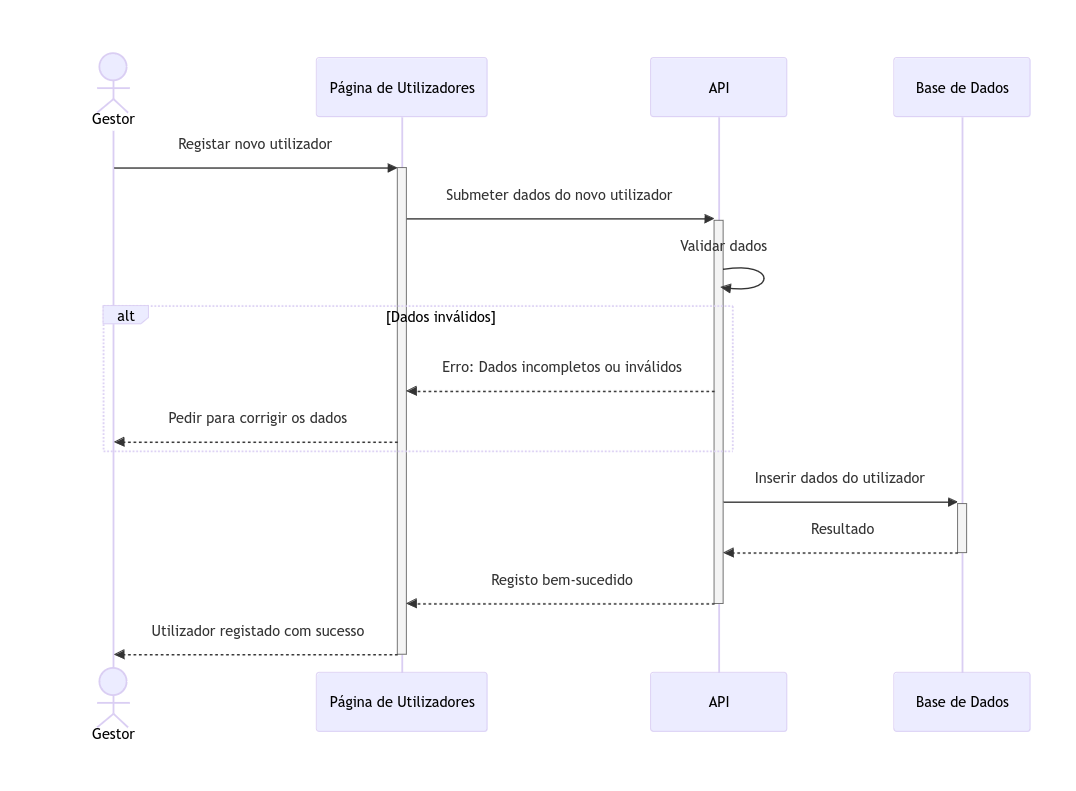 Página de Utilizadores
API
Base de Dados
Gestor
Registar novo utilizador
Submeter dados do novo utilizador
Validar dados
alt
[Dados inválidos]
Erro: Dados incompletos ou inválidos
Pedir para corrigir os dados
Inserir dados do utilizador
Resultado
Registo bem-sucedido
Utilizador registado com sucesso
Página de Utilizadores
API
Base de Dados
Gestor